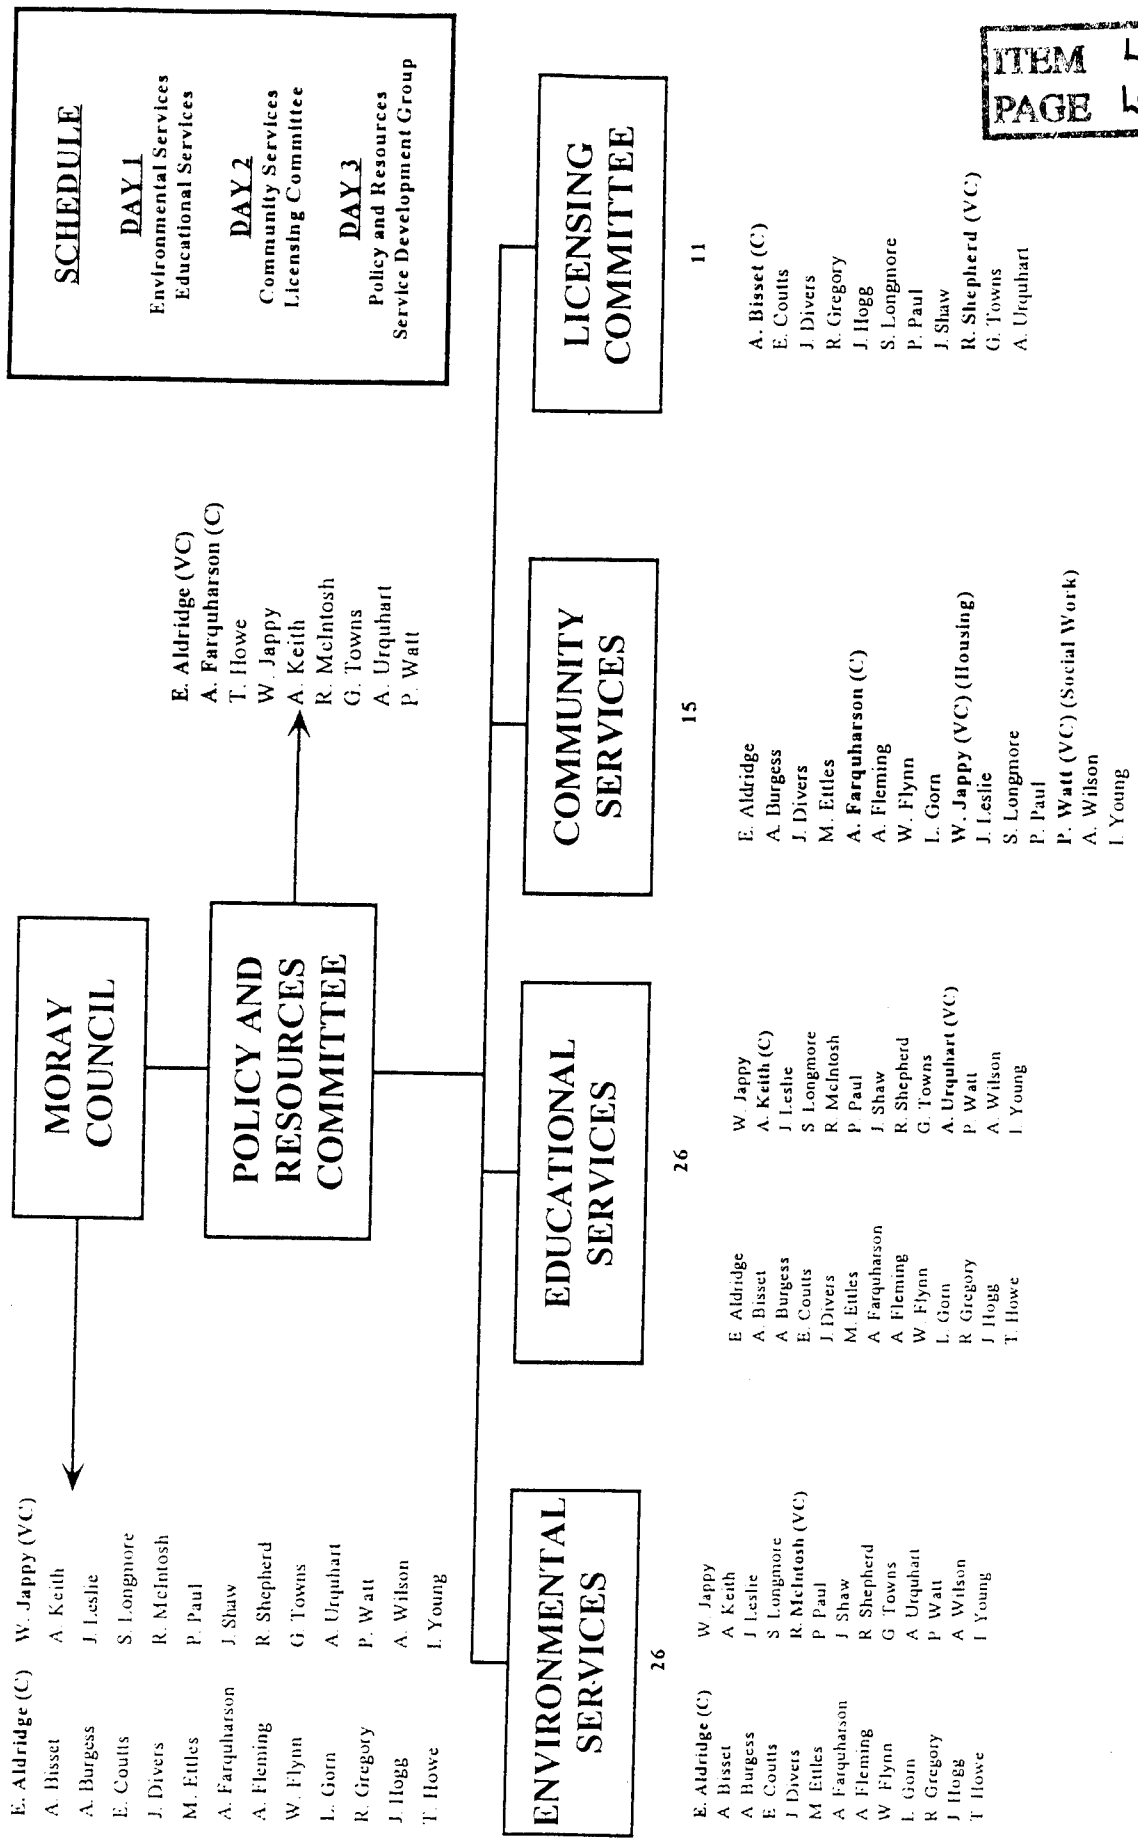 E. Aldridge (C)
A. Bisset
A. Burgess
E. Coutts
J. Divers
M. Ettles
A. Farquharson
A. Fleming
W. Flynn
L. Gorn
R. Gregory
J. Hogg
T. Howe
W. Jappy (VC)
A. Keith
J. Leslie
S. Longmore
R. McIntosh
P. Paul
J. Shaw
R. Shepherd
G. Towns
A. Urquhart
P. Watt
A. Wilson
I. Young
MORAY
COUNCIL
SCHEDULE
DAY 1
Environmental Services
Educational Services
DAY 2
Community Services
Licensing Committee
DAY 3
Policy and Resources
Service Development Group
POLICY AND
RESOURCES
COMMITTEE
E. Aldridge (VC)
A. Farquharson (C)
T. Howe
W. Jappy
A. Keith
R. McIntosh
G. Towns
A. Urquhart
P. Watt
ENVIRONMENTAL
SERVICES
26
E. Aldridge (C)
A Bisset
A Burgess
E Coutts
J Divers
M Ettles
A Farquharson
A Fleming
W Flynn
L Gorn
R Gregory
J Hogg
T Howe
W Jappy
A Keith
J Leslie
S Longmore
R. McIntosh (VC)
P Paul
J Shaw
R Shepherd
G Towns
A Urquhart
P Watt
A Wilson
I Young
EDUCATIONAL
SERVICES
26
E Aldridge
A. Bisset
A Burgess
E. Coutts
J. Divers
M. Ettles
A Farquharson
A Fleming
W. Flynn
L. Gorn
R Gregory
J Hogg
T. Howe
W. Jappy
A. Keith (C)
J. Leslie
S Longmore
R. McIntosh
P Paul
J. Shaw
R. Shepherd
G. Towns
A. Urquhart (VC)
P. Watt
A. Wilson
I. Young
COMMUNITY
SERVICES
15
E. Aldridge
A. Burgess
J. Divers
M. Ettles
A. Farquharson (C)
A. Fleming
W. Flynn
L. Gorn
W. Jappy (VC) (Housing)
J. Leslie
S. Longmore
P. Paul
P. Watt (VC) (Social Work)
A. Wilson
I. Young
LICENSING
COMMITTEE
11
A. Bisset (C)
E. Coutts
J. Divers
R. Gregory
J. Hogg
S. Longmore
P. Paul
J. Shaw
R. Shepherd (VC)
G. Towns
A. Urquhart
ITEM
PAGE